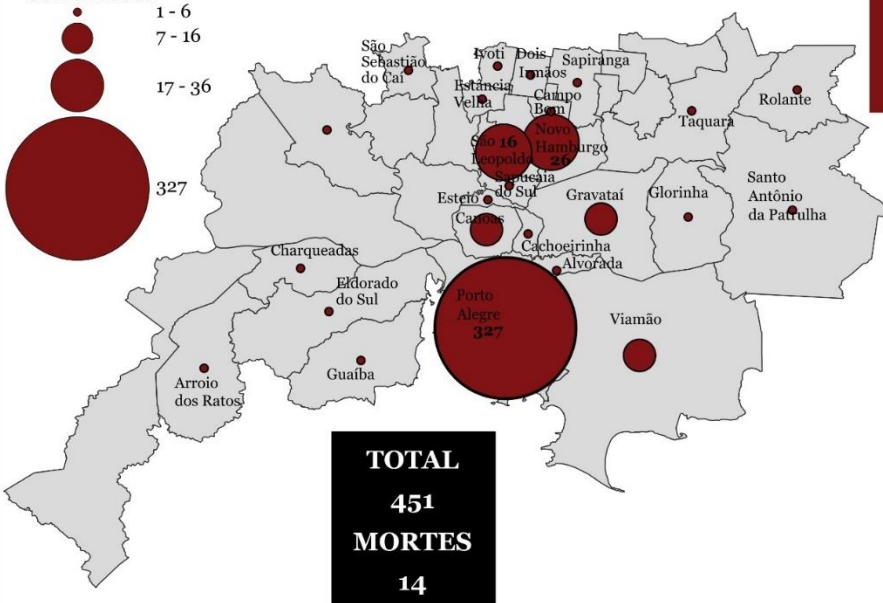 1 - 6
7 - 16
17 - 36
327
São
Sebastião
do Caí
Ivoti
Dois
Irmãos
Sapiranga
Estância
Velha
Campo
Bom
Taquara
Rolante
São 16
Leopoldo
Novo
Hamburgo
26
Sapucaia
do Sul
Esteio
Canoas
Gravataí
Glorinha
Santo
Antônio
da Patrulha
Cachoeirinha
Alvorada
Charqueadas
Eldorado
do Sul
Porto
Alegre
327
Viamão
Guaíba
Arroio
dos Ratos
TOTAL
451
MORTES
14